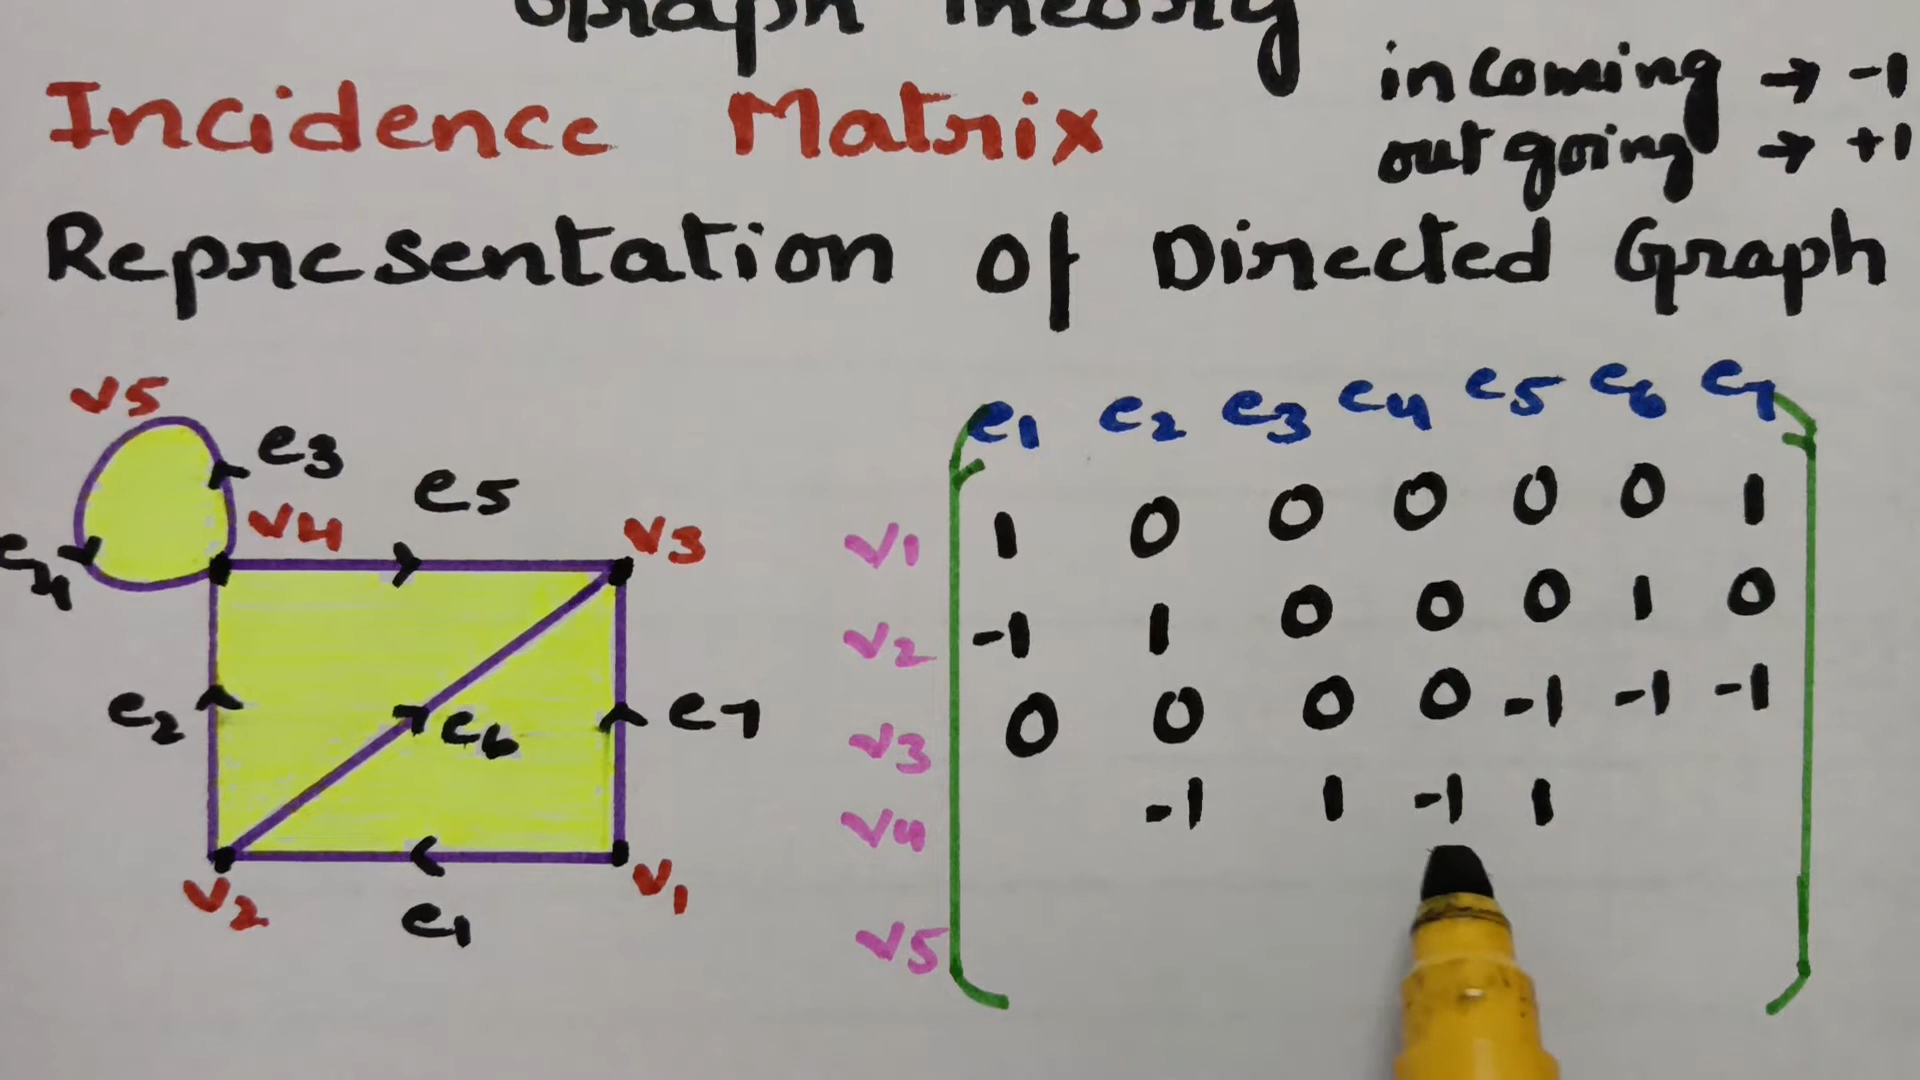 Graph Theory
incoming → -1
outgoing → +1
Incidence Matrix
Representation of Directed Graph
v5
e3
e5
v4
v3
e4
e2
e6
e7
v2
e1
v1
e1 e2 e3 e4 e5 e6 e7
v1 1 0 0 0 0 0 1
v2 -1 1 0 0 0 1 0
v3 0 0 0 0 -1 -1 -1
v4 -1 1 -1 1
v5